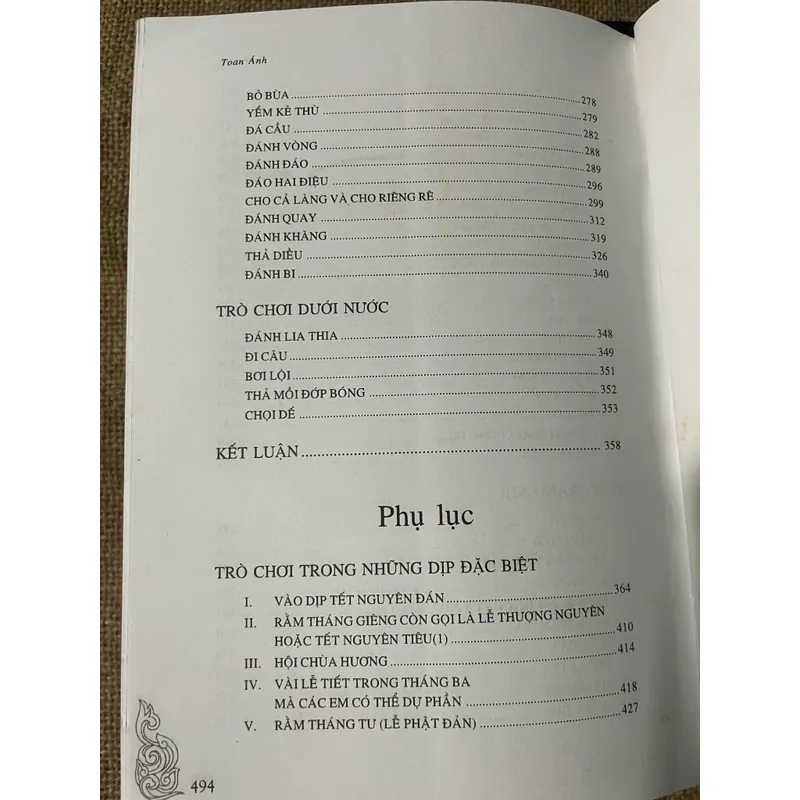 Toan Ánh
BỎ BÙA ........ 278
YẾM KẺ THÙ ........ 279
ĐÁ CẦU ........ 282
ĐÁNH VÒNG ........ 288
ĐÁNH ĐÁO ........ 289
ĐÁO HAI ĐIỆU ........ 296
CHO CẢ LÀNG VÀ CHO RIÊNG RẼ ........ 299
ĐÁNH QUAY ........ 312
ĐÁNH KHĂNG ........ 319
THẢ DIỀU ........ 326
ĐÁNH BI ........ 340
TRÒ CHƠI DƯỚI NƯỚC
ĐÁNH LIA THIA ........ 348
ĐI CÂU ........ 349
BƠI LỘI ........ 351
THẢ MỒI ĐỚP BÓNG ........ 352
CHỌI DẾ ........ 353
KẾT LUẬN ........ 358
Phụ lục
TRÒ CHƠI TRONG NHỮNG DỊP ĐẶC BIỆT
I. VÀO DỊP TẾT NGUYÊN ĐÁN ........ 364
II. RẰM THÁNG GIÊNG CÒN GỌI LÀ LỄ THƯỢNG NGUYÊN
HOẶC TẾT NGUYÊN TIÊU(1) ........ 410
III. HỘI CHÙA HƯƠNG ........ 414
IV. VÀI LỄ TIẾT TRONG THÁNG BA
MÀ CÁC EM CÓ THỂ DỰ PHẦN ........ 418
V. RẰM THÁNG TƯ (LỄ PHẬT ĐẢN) ........ 427
494